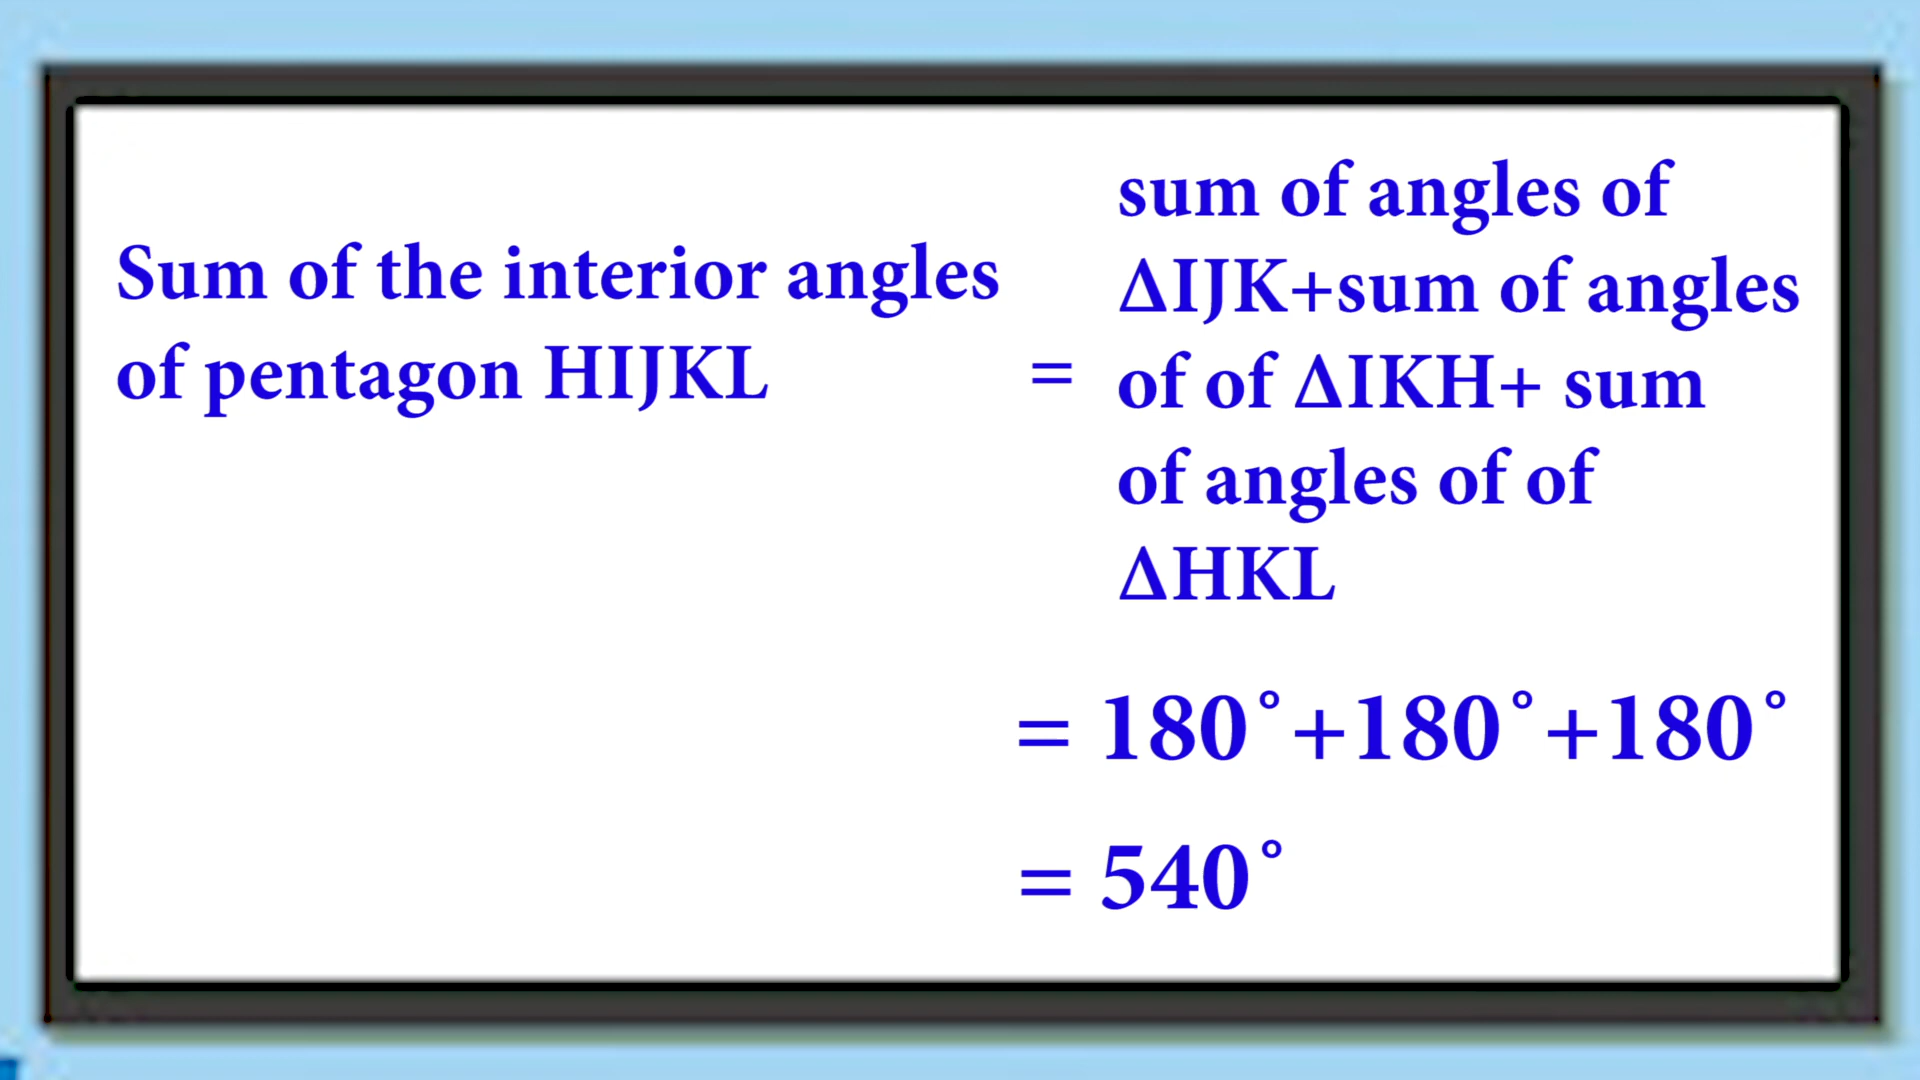 Sum of the interior angles
of pentagon HIJKL
=
sum of angles of
ΔIJK+sum of angles
of of ΔIKH+ sum
of angles of of
ΔHKL
= 180°+180°+180°
= 540°